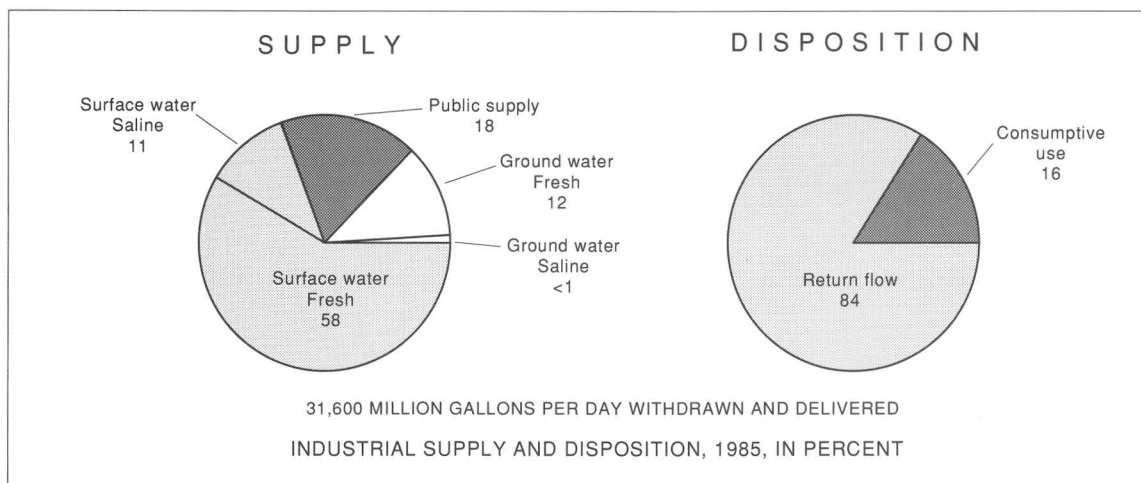 SUPPLY
Surface water
Saline
11
Public supply
18
Ground water
Fresh
12
Ground water
Saline
<1
Surface water
Fresh
58
DISPOSITION
Consumptive
use
16
Return flow
84
31,600 MILLION GALLONS PER DAY WITHDRAWN AND DELIVERED
INDUSTRIAL SUPPLY AND DISPOSITION, 1985, IN PERCENT